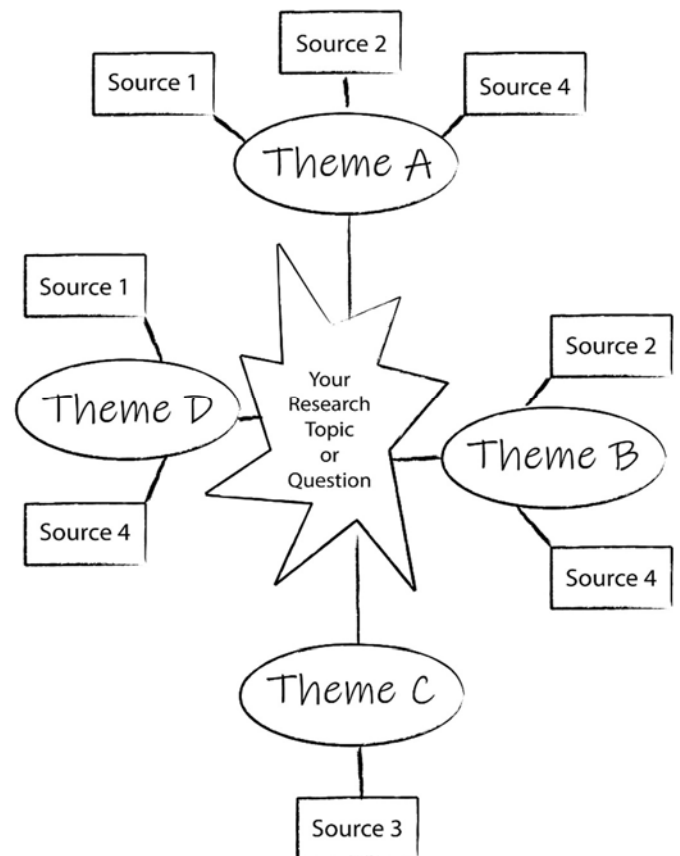 Source 2
Source 1
Source 4
Theme A
Source 1
Your
Research
Topic
or
Question
Source 2
Theme D
Theme B
Source 4
Source 4
Theme C
Source 3